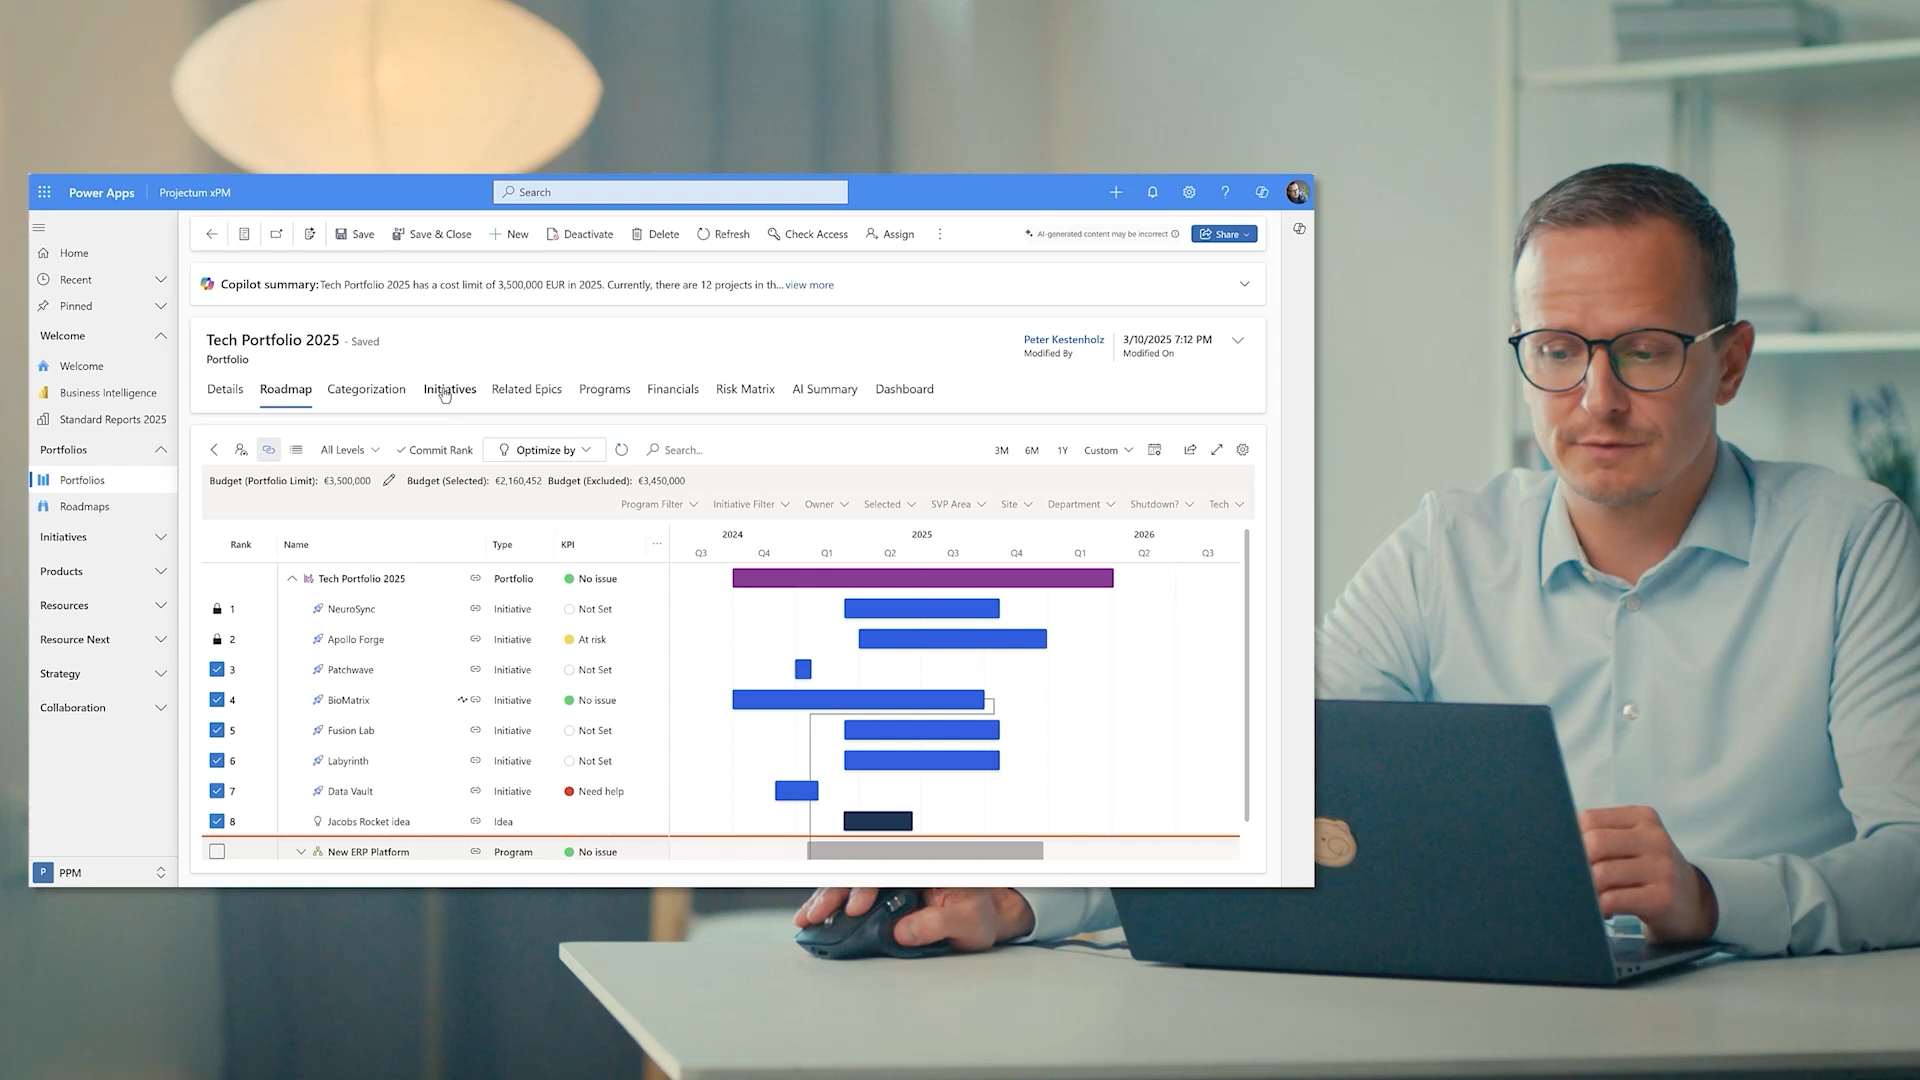 Power Apps Projectum xPM Search
Save Save & Close New Deactivate Delete Refresh Check Access Assign AI-generated content may be incorrect Share
Home
Recent
Pinned
Welcome
Welcome
Business Intelligence
Standard Reports 2025
Portfolios
Portfolios
Roadmaps
Initiatives
Products
Resources
Resource Next
Strategy
Collaboration
P PPM
Copilot summary: Tech Portfolio 2025 has a cost limit of 3,500,000 EUR in 2025. Currently, there are 12 projects in th... view more
Tech Portfolio 2025 - Saved
Portfolio
Peter Kestenholz 3/10/2025 7:12 PM
Modified By Modified On
Details Roadmap Categorization Initiatives Related Epics Programs Financials Risk Matrix AI Summary Dashboard
All Levels Commit Rank Optimize by Search... 3M 6M 1Y Custom
Budget (Portfolio Limit): €3,500,000 Budget (Selected): €2,160,452 Budget (Excluded): €3,450,000
Program Filter Initiative Filter Owner Selected SVP Area Site Department Shutdown? Tech
2024 2025 2026
Rank Name Type KPI ... Q3 Q4 Q1 Q2 Q3 Q4 Q1 Q2 Q3
Tech Portfolio 2025 Portfolio No issue
1 NeuroSync Initiative Not Set
2 Apollo Forge Initiative At risk
3 Patchwave Initiative Not Set
4 BioMatrix Initiative No issue
5 Fusion Lab Initiative Not Set
6 Labyrinth Initiative Not Set
7 Data Vault Initiative Need help
8 Jacobs Rocket idea Idea
New ERP Platform Program No issue